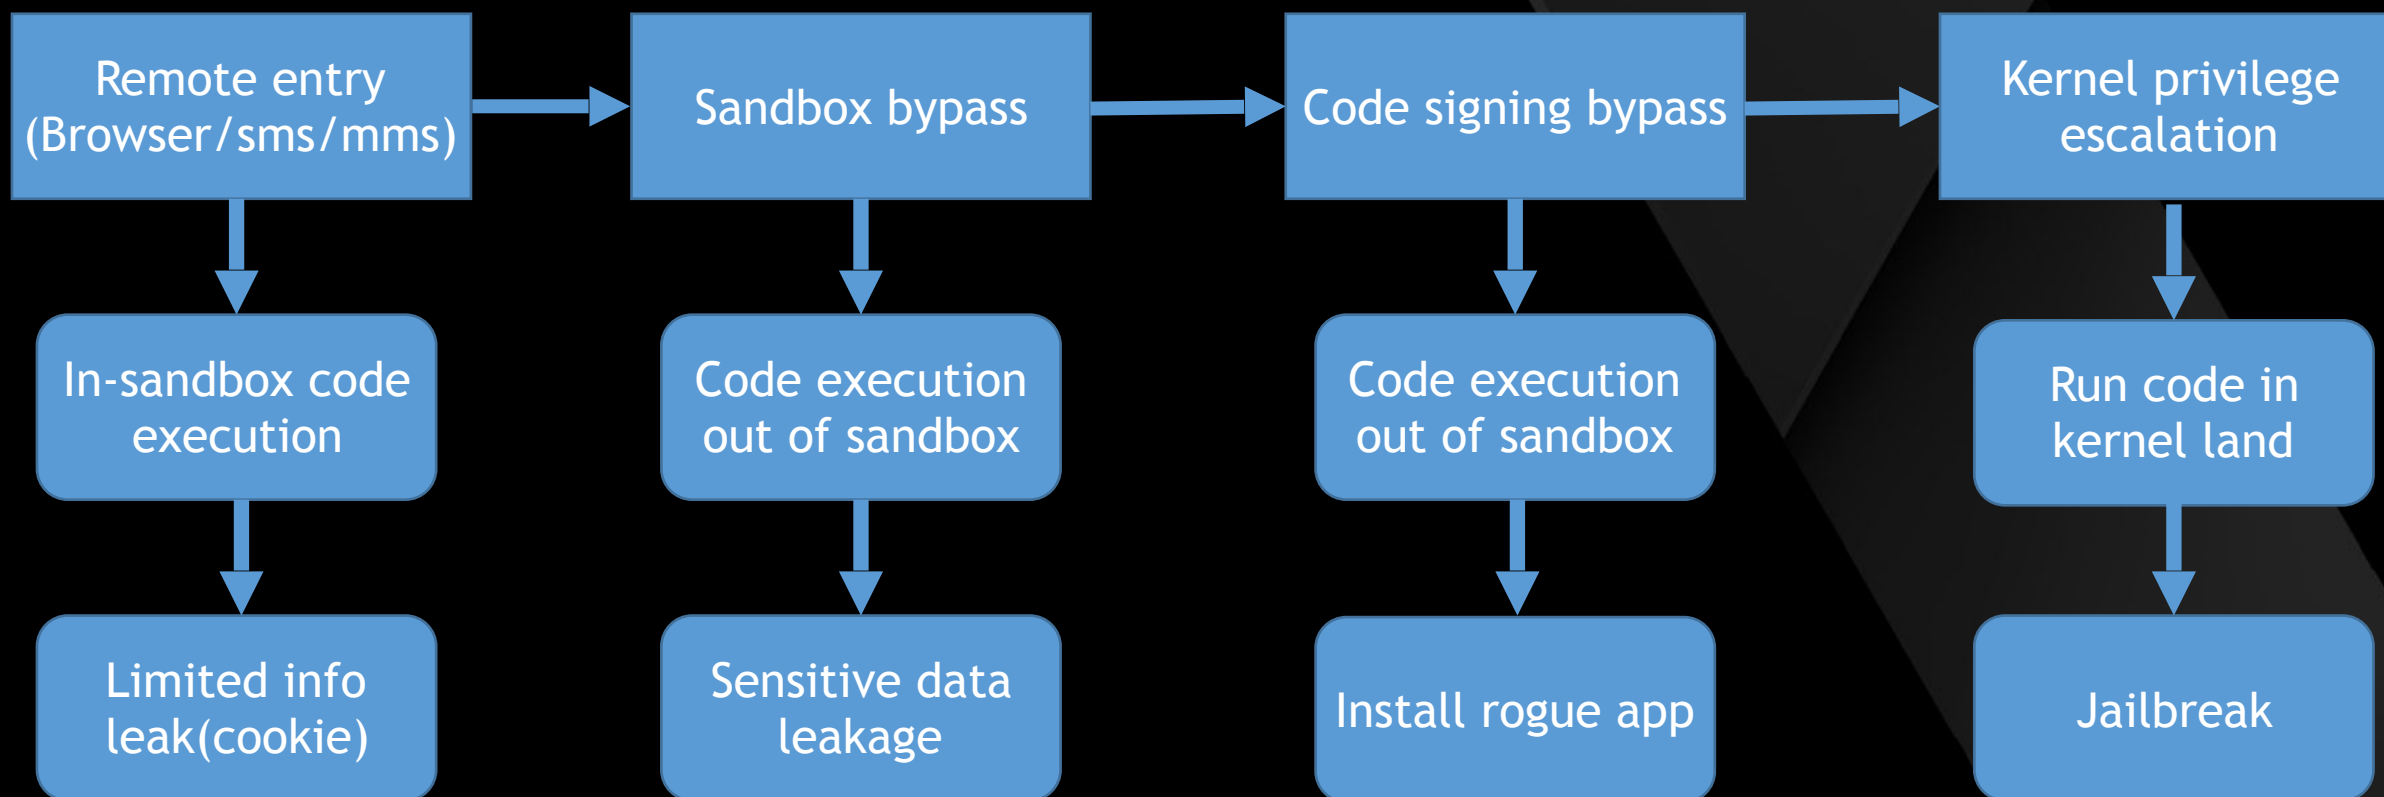 Remote entry
(Browser/sms/mms)
Sandbox bypass
Code signing bypass
Kernel privilege
escalation
In-sandbox code
execution
Code execution
out of sandbox
Code execution
out of sandbox
Run code in
kernel land
Limited info
leak(cookie)
Sensitive data
leakage
Install rogue app
Jailbreak